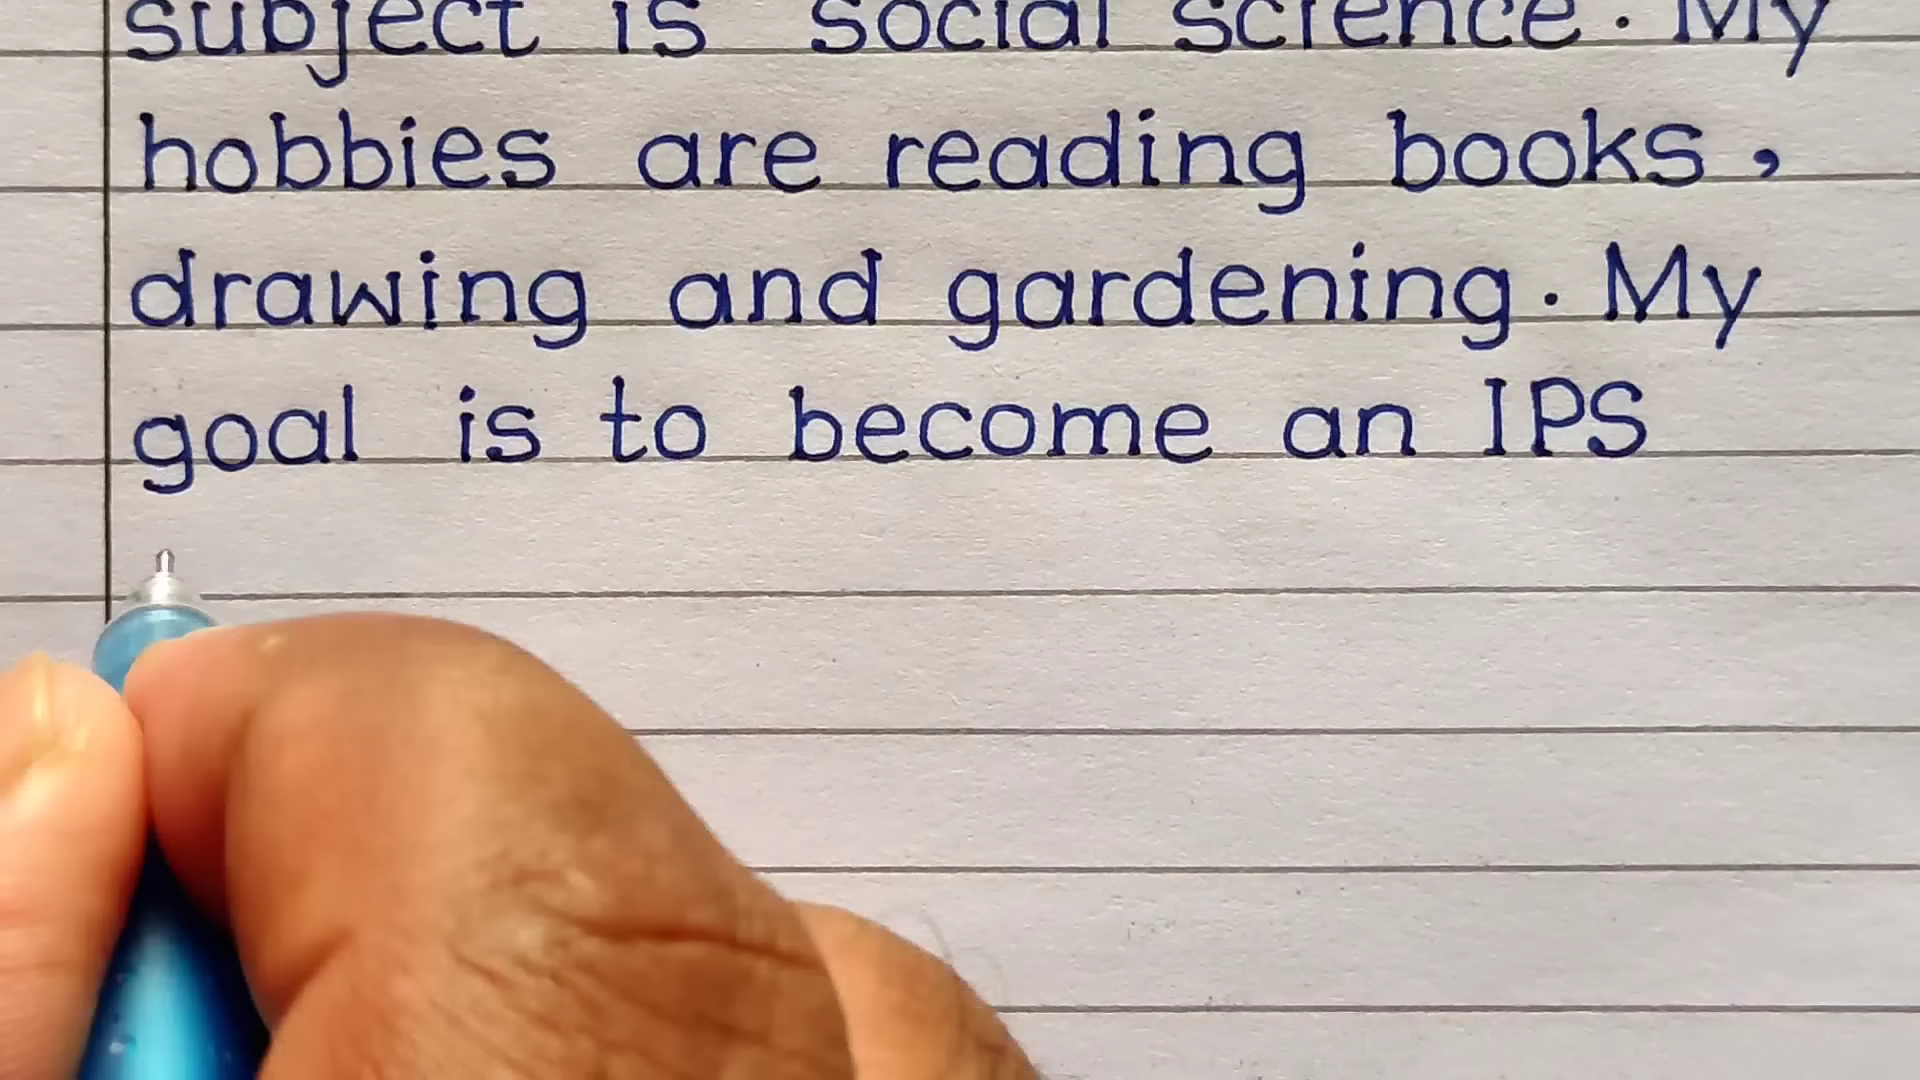 subject is social science. My
hobbies are reading books,
drawing and gardening. My
goal is to become an IPS